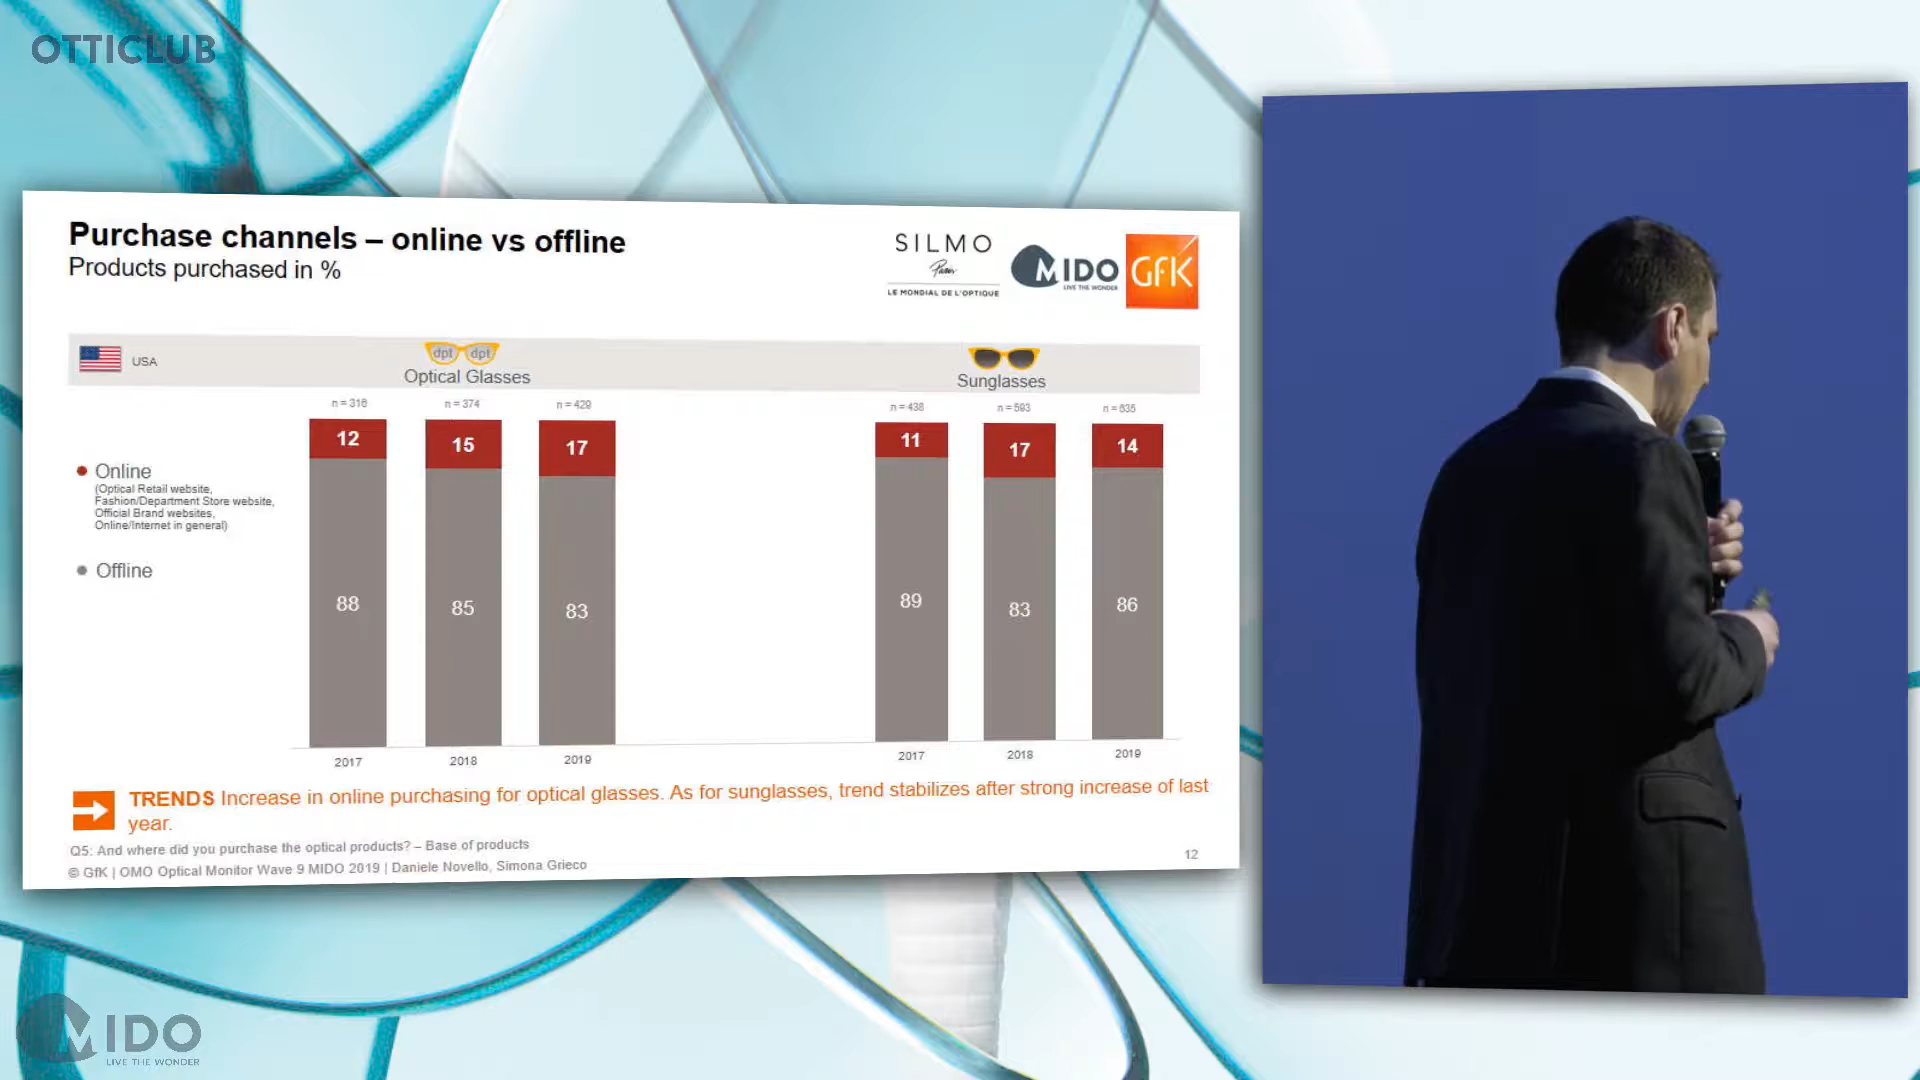 OTTICLUB
Purchase channels – online vs offline
Products purchased in %
SILMO
Paris
LE MONDIAL DE L'OPTIQUE
MIDO
LIVE THE WONDER
GfK
USA
dpt dpt
Optical Glasses
Sunglasses
n = 316 n = 374 n = 429 n = 438 n = 593 n = 635
12 15 17 11 17 14
Online
(Optical Retail website,
Fashion/Department Store website,
Official Brand websites,
Online/Internet in general)
Offline
88 85 83 89 83 86
2017 2018 2019 2017 2018 2019
TRENDS Increase in online purchasing for optical glasses. As for sunglasses, trend stabilizes after strong increase of last
year.
Q5: And where did you purchase the optical products? – Base of products
© GfK | OMO Optical Monitor Wave 9 MIDO 2019 | Daniele Novello, Simona Grieco
12
MIDO
LIVE THE WONDER